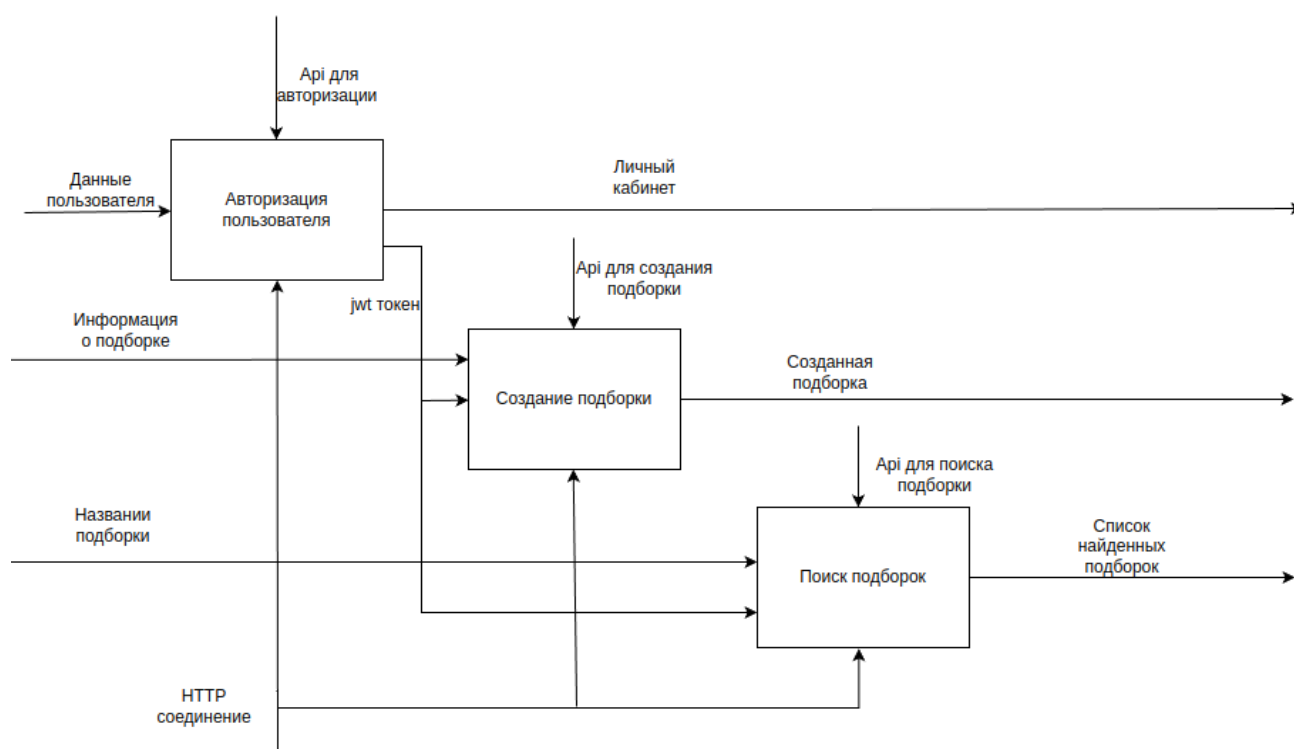 Api для
авторизации
Данные
пользователя
Авторизация
пользователя
Личный
кабинет
Api для создания
подборки
jwt токен
Информация
о подборке
Создание подборки
Созданная
подборка
Api для поиска
подборки
Названии
подборки
Поиск подборок
Список
найденных
подборок
HTTP
соединение